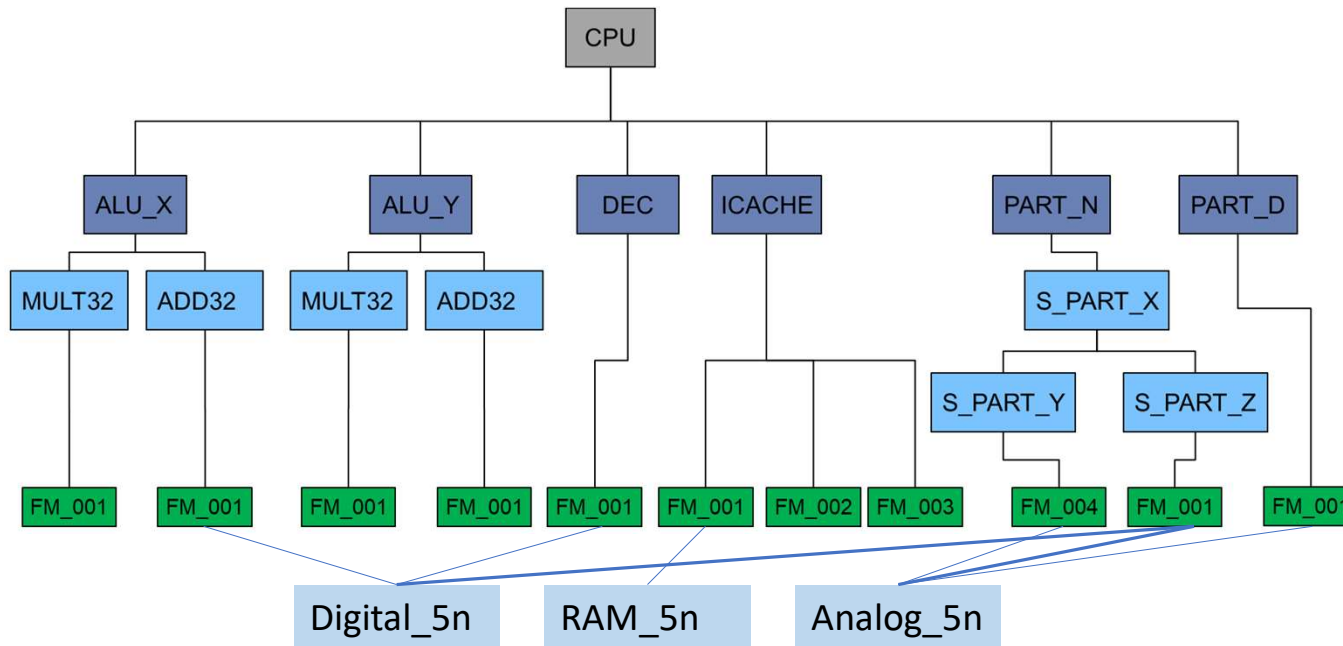 CPU
ALU_X
ALU_Y
DEC
ICACHE
PART_N
PART_D
MULT32
ADD32
MULT32
ADD32
S_PART_X
S_PART_Y
S_PART_Z
FM_001
FM_001
FM_001
FM_001
FM_001
FM_001
FM_002
FM_003
FM_004
FM_001
FM_001
Digital_5n
RAM_5n
Analog_5n